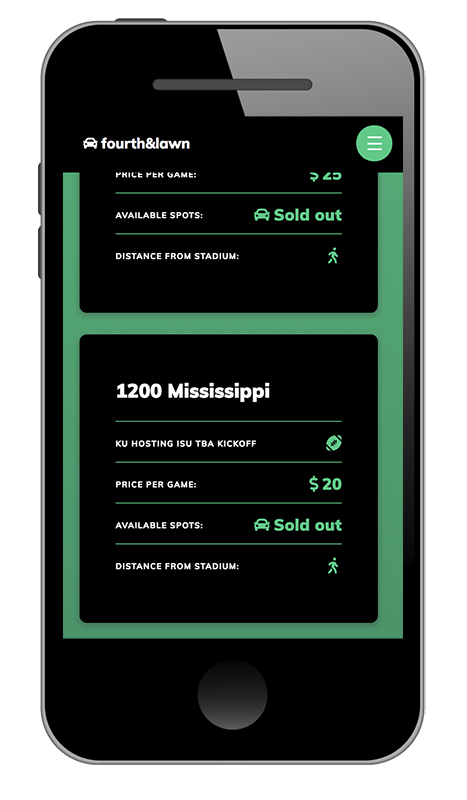 fourth&lawn
PRICE PER GAME: $ 25
AVAILABLE SPOTS: Sold out
DISTANCE FROM STADIUM:
1200 Mississippi
KU HOSTING ISU TBA KICKOFF
PRICE PER GAME: $ 20
AVAILABLE SPOTS: Sold out
DISTANCE FROM STADIUM: